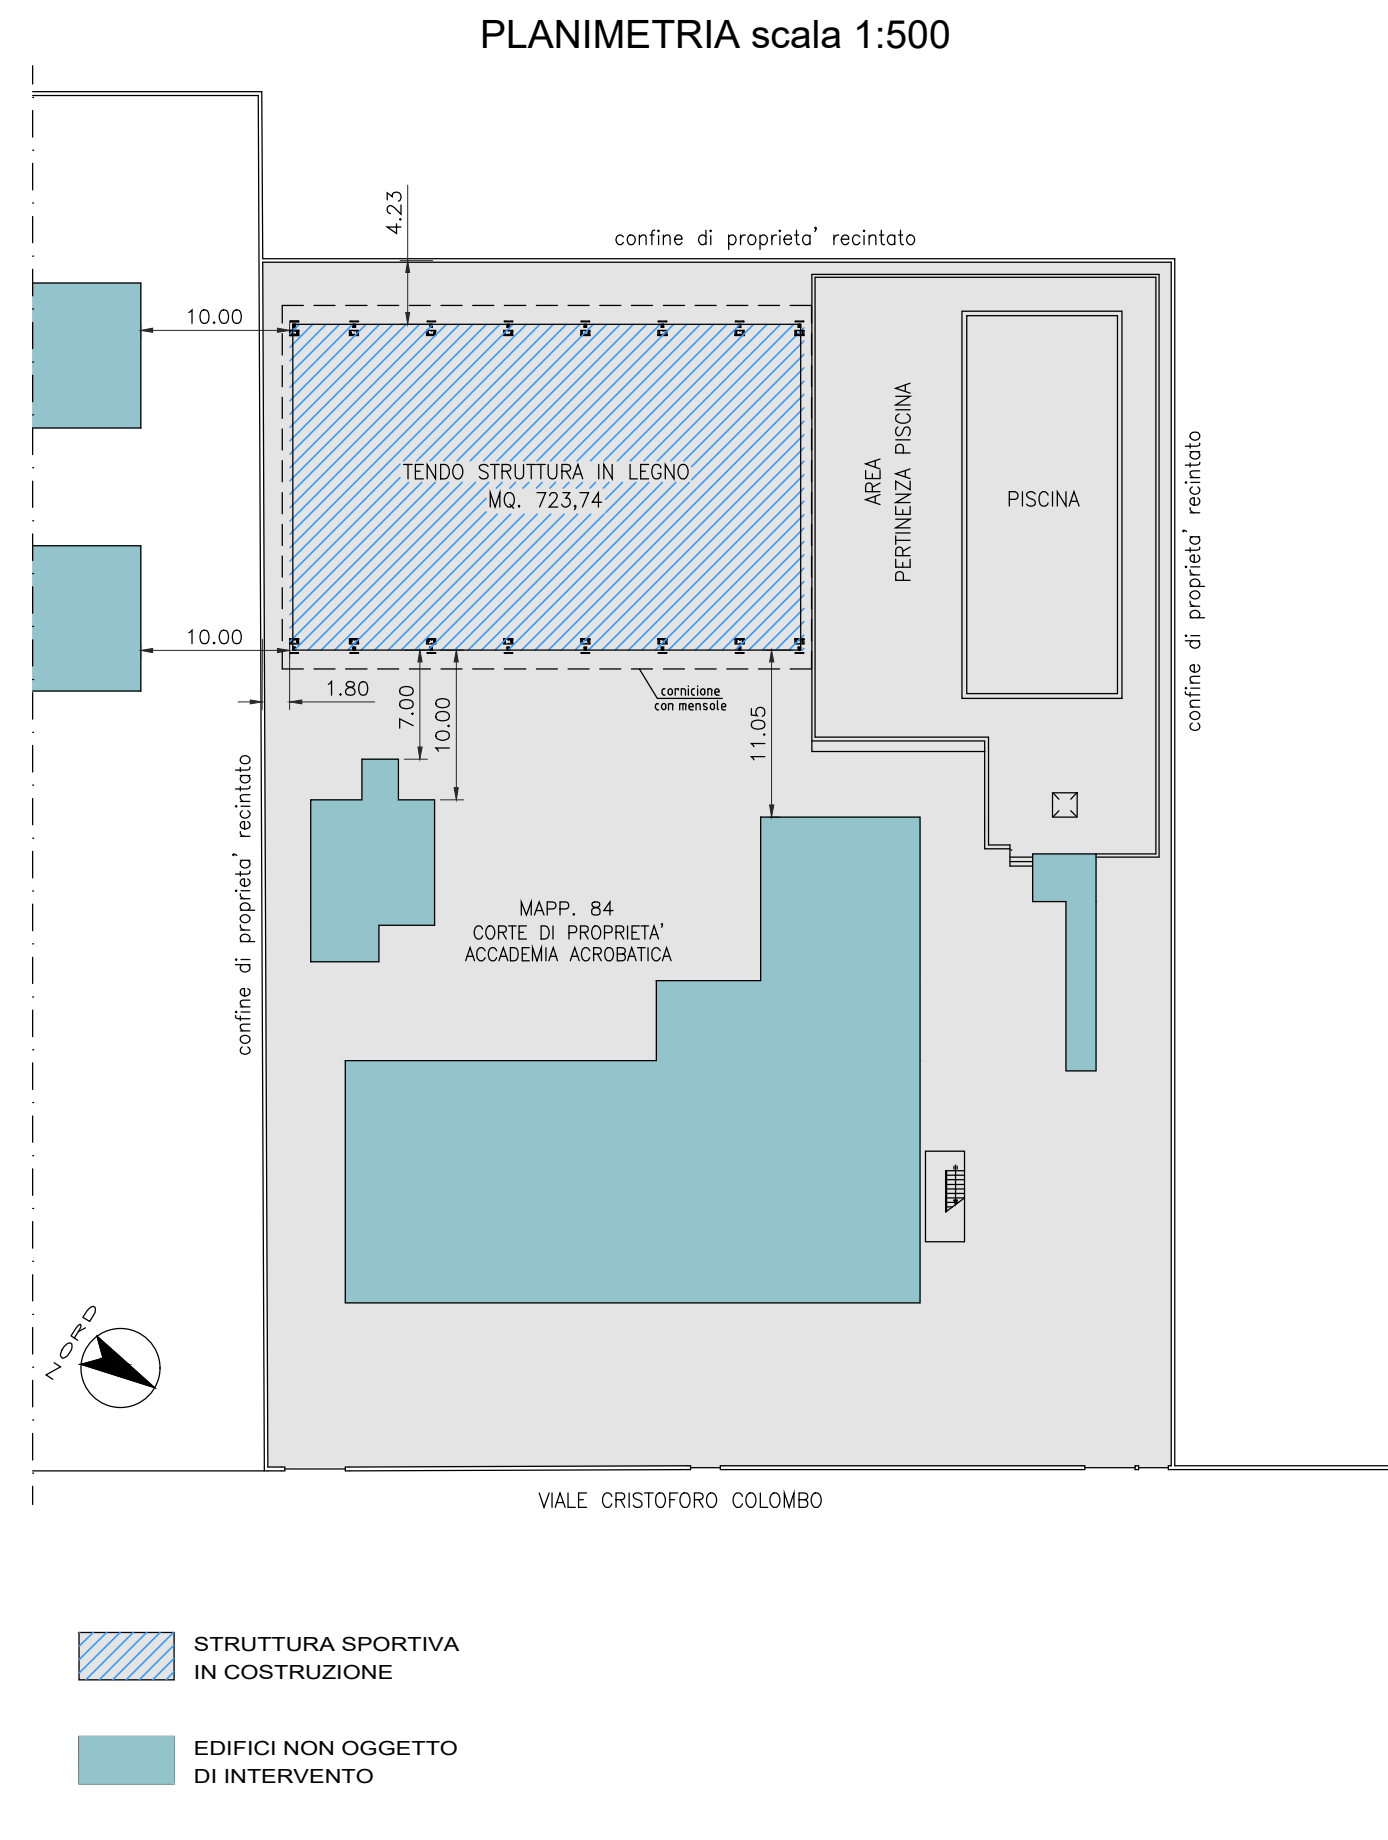 PLANIMETRIA scala 1:500
4.23
confine di proprieta' recintato
10.00
TENDO STRUTTURA IN LEGNO
MQ. 723,74
AREA
PERTINENZA PISCINA
PISCINA
confine di proprieta' recintato
10.00
1.80
7.00
10.00
cornicione
con mensole
11.05
confine di proprieta' recintato
MAPP. 84
CORTE DI PROPRIETA'
ACCADEMIA ACROBATICA
NORD
VIALE CRISTOFORO COLOMBO
STRUTTURA SPORTIVA
IN COSTRUZIONE
EDIFICI NON OGGETTO
DI INTERVENTO